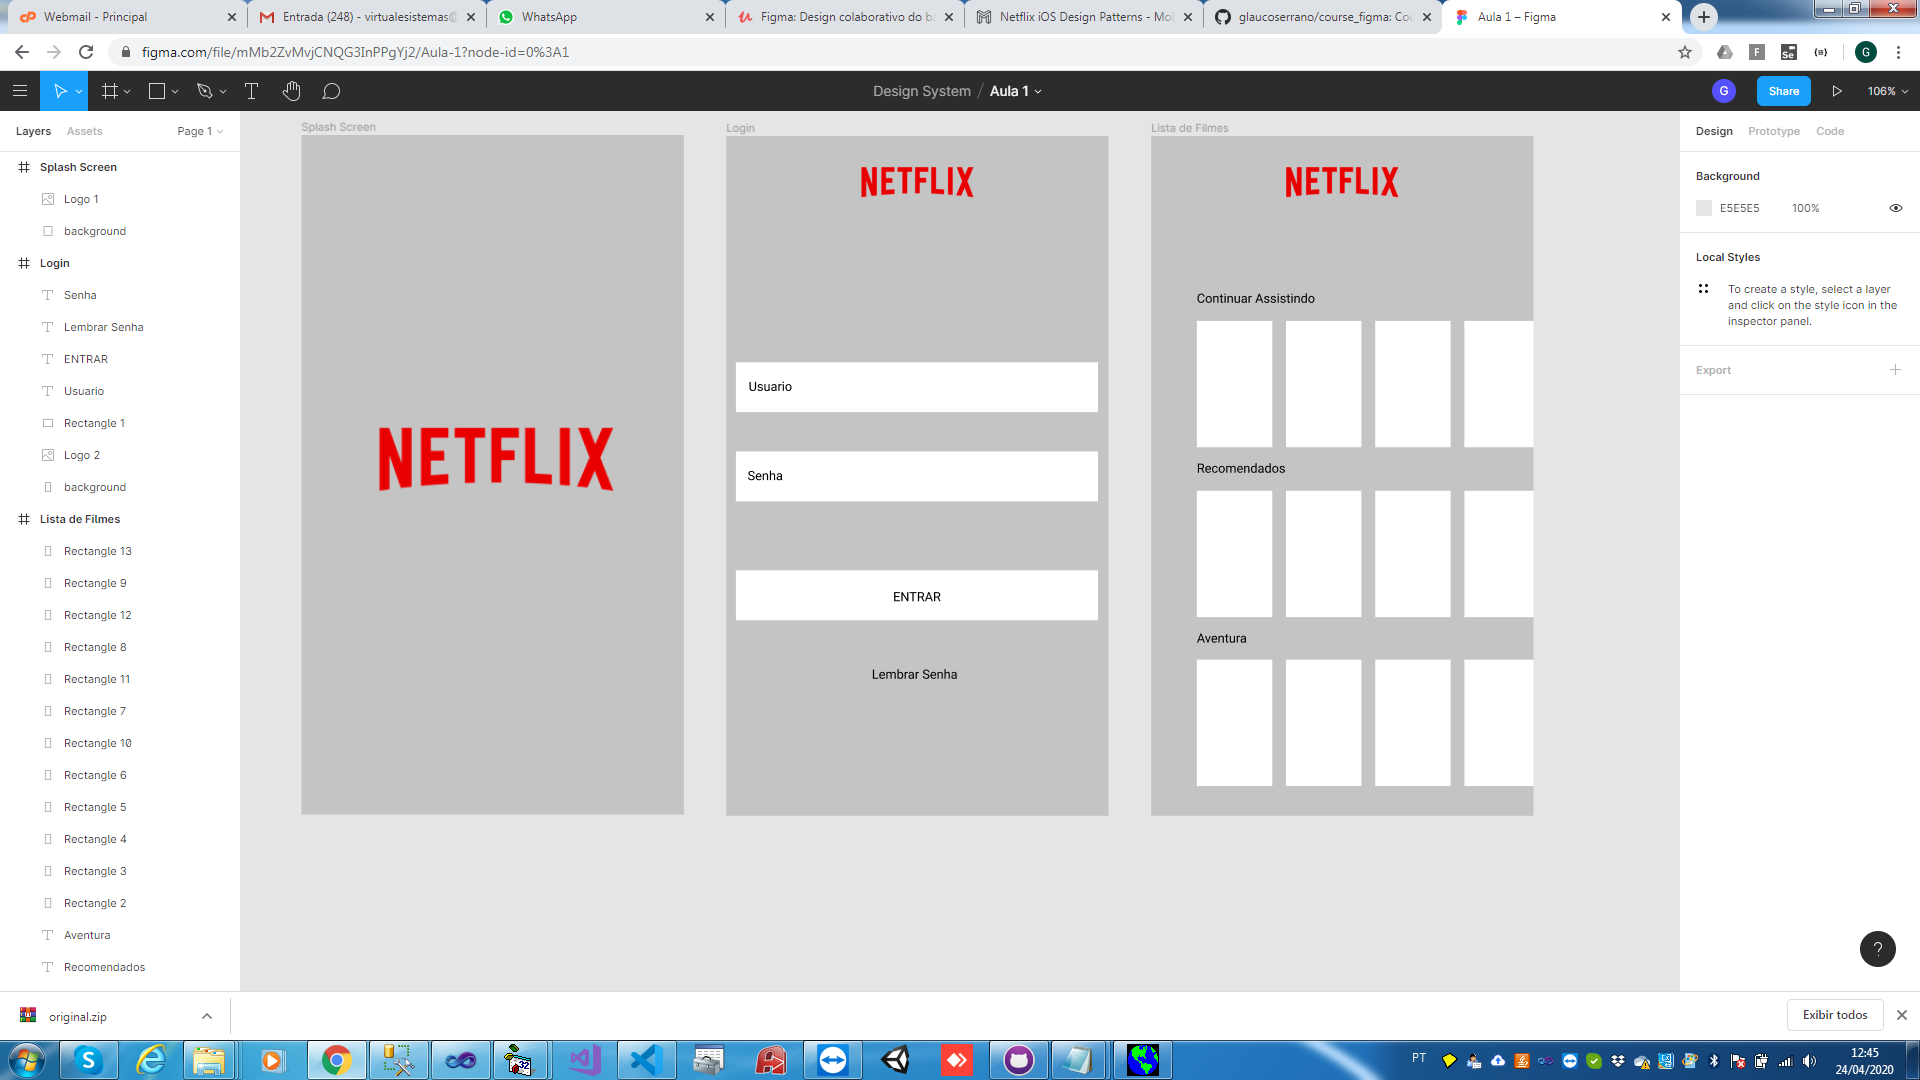 Webmail - Principal
Entrada (248) - virtualesistemas@
WhatsApp
Figma: Design colaborativo do b
Netflix iOS Design Patterns - Mo
glaucoserrano/course_figma: Co
Aula 1 – Figma
figma.com/file/mMb2ZvMvjCNQG3InPPgYj2/Aula-1?node-id=0%3A1
G
Design System / Aula 1
G
Share
106%
Layers
Assets
Page 1
Splash Screen
Logo 1
background
Login
Senha
Lembrar Senha
ENTRAR
Usuario
Rectangle 1
Logo 2
background
Lista de Filmes
Rectangle 13
Rectangle 9
Rectangle 12
Rectangle 8
Rectangle 11
Rectangle 7
Rectangle 10
Rectangle 6
Rectangle 5
Rectangle 4
Rectangle 3
Rectangle 2
Aventura
Recomendados
Splash Screen
NETFLIX
Login
NETFLIX
Usuario
Senha
ENTRAR
Lembrar Senha
Lista de Filmes
NETFLIX
Continuar Assistindo
Recomendados
Aventura
Design
Prototype
Code
Background
E5E5E5
100%
Local Styles
To create a style, select a layer
and click on the style icon in the
inspector panel.
Export
?
original.zip
Exibir todos
PT
12:45
24/04/2020